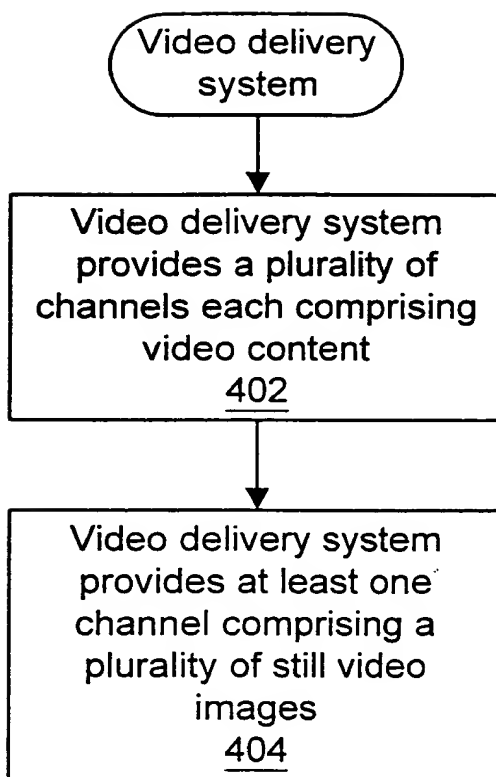 Video delivery
system
Video delivery system
provides a plurality of
channels each comprising
video content
402
Video delivery system
provides at least one
channel comprising a
plurality of still video
images
404